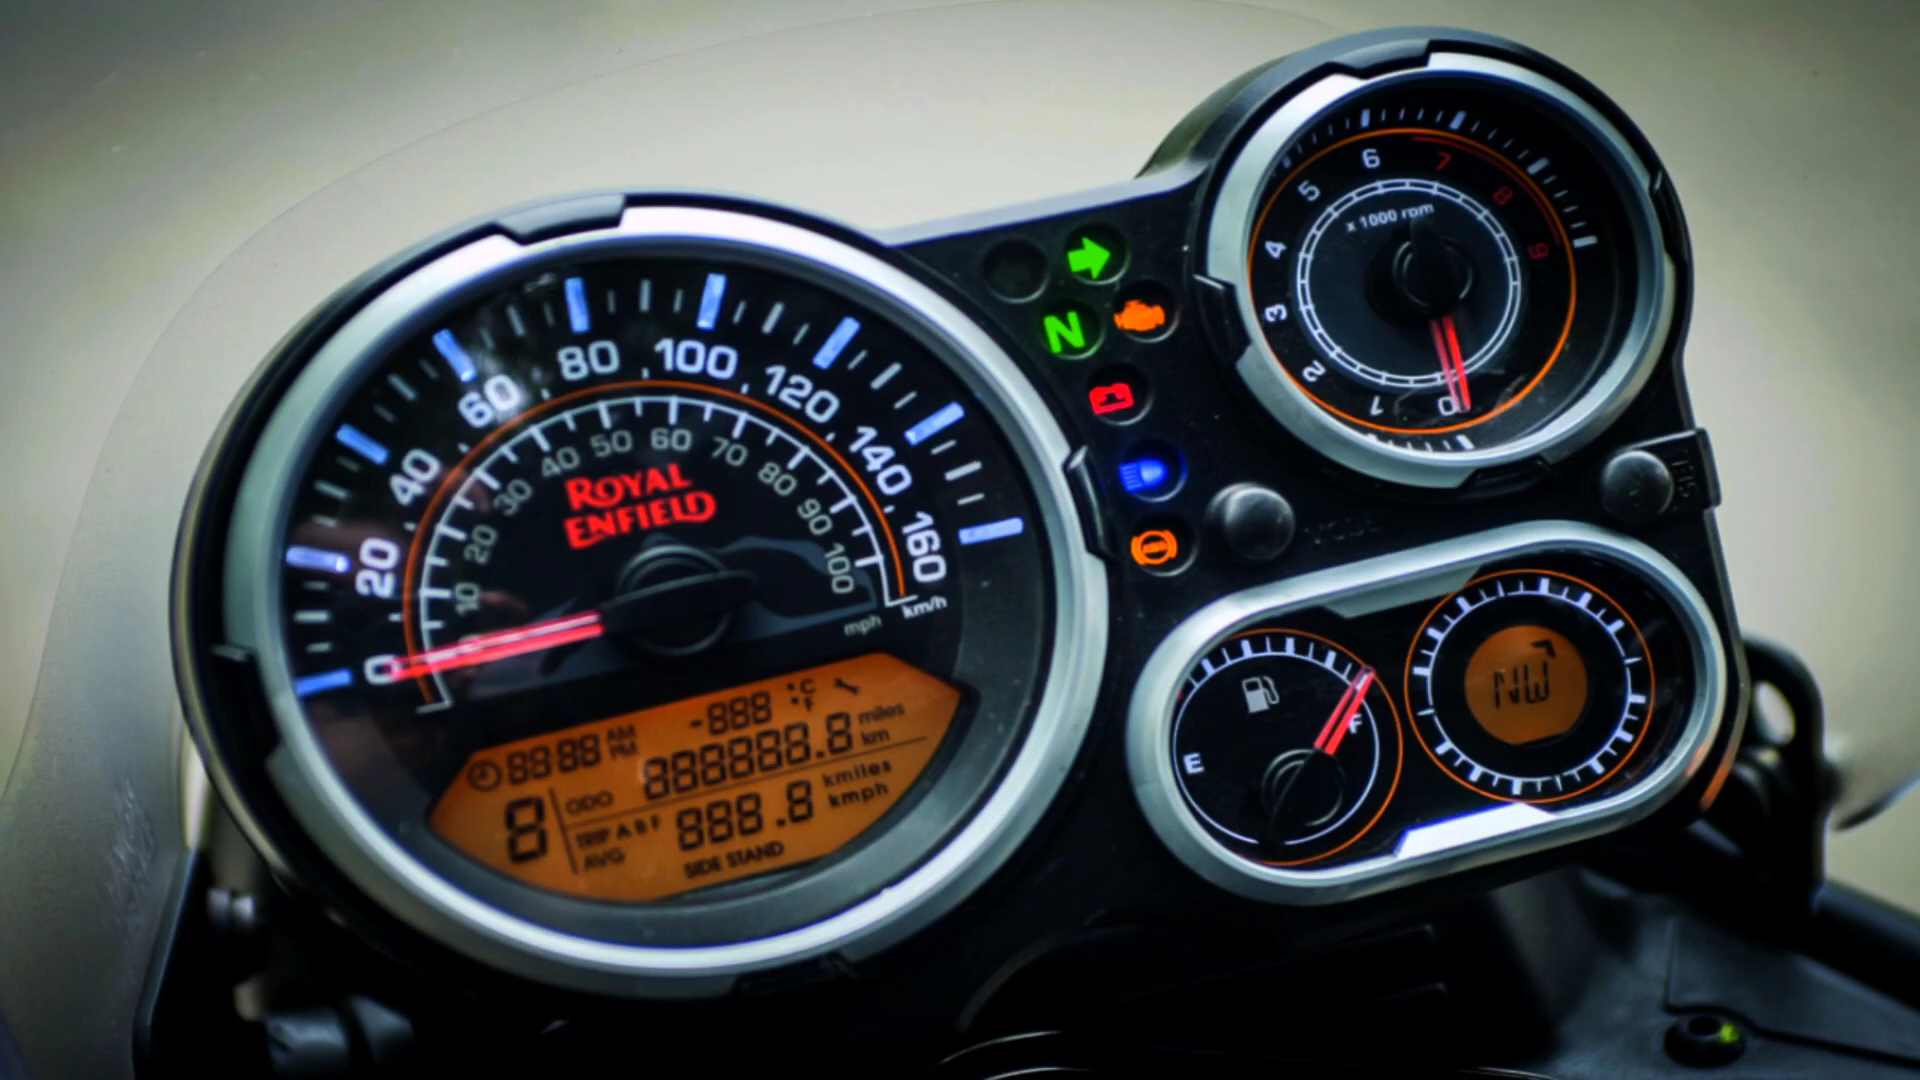 0 20 40 60 80 100 120 140 160
km/h
10 20 30 40 50 60 70 80 90 100
mph
ROYAL
ENFIELD
8888 AM PM -888 °C °F
ODO 888888.8 miles km
8
TRIP A B F 888.8 kmiles
AVG kmph
SIDE STAND
N
ABS
MODE
0 1 2 3 4 5 6 7 8 9
x 1000 rpm
E F
NW